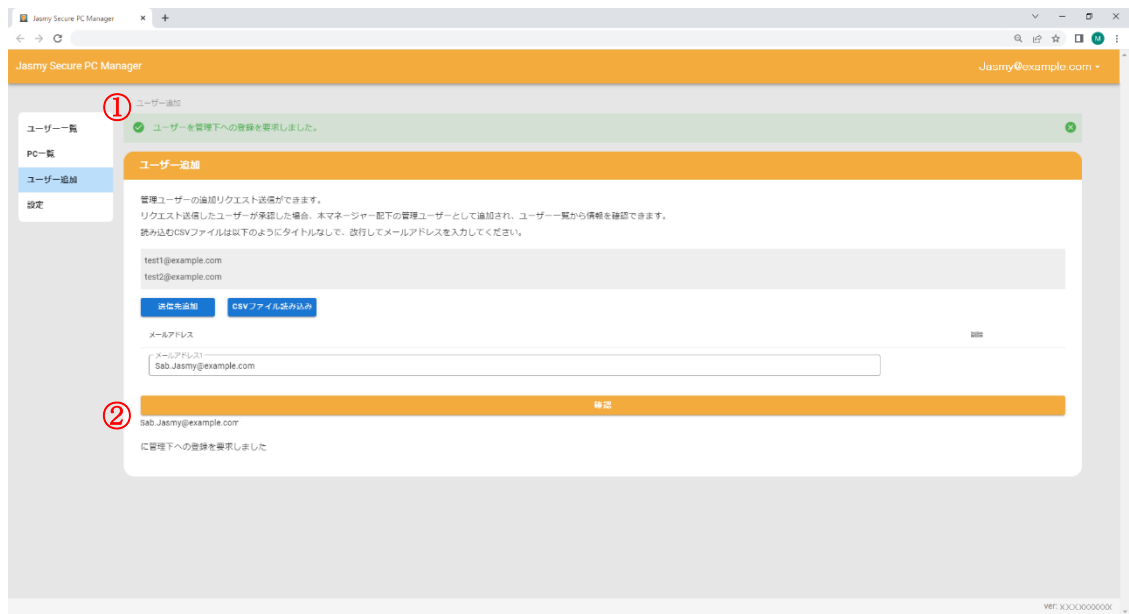 Jasmy Secure PC Manager
M
Jasmy Secure PC Manager
Jasmy@example.com
①
ユーザー追加
ユーザー一覧
PC一覧
ユーザー追加
設定
ユーザーを管理下への登録を要求しました。
ユーザー追加
管理ユーザーの追加リクエスト送信ができます。
リクエスト送信したユーザーが承認した場合、本マネージャー配下の管理ユーザーとして追加され、ユーザー一覧から情報を確認できます。
読み込むCSVファイルは以下のようにタイトルなしで、改行してメールアドレスを入力してください。
test1@example.com
test2@example.com
送信先追加
CSVファイル読み込み
メールアドレス
メールアドレス1
Sab.Jasmy@example.com
②
確認
Sab.Jasmy@example.com
に管理下への登録を要求しました
ver: XXXXXXXXXX